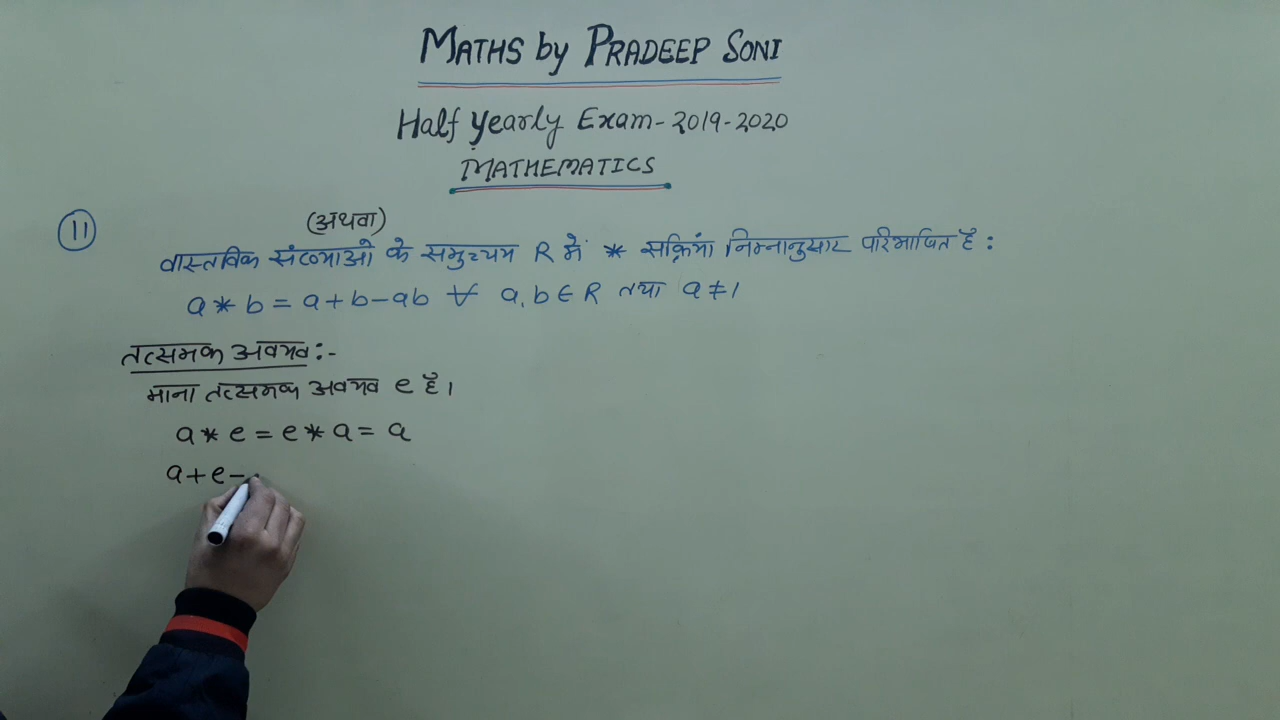 MATHS by PRADEEP SONI
Half Yearly Exam-2019-2020
MATHEMATICS
(अथवा)
11
वास्तविक संख्याओ के समुच्चय R में * सक्रिया निम्नानुसार परिभाषित है :
a * b = a + b - ab ∀ a, b ∈ R तथा a ≠ 1
तत्समक अवयव :-
माना तत्समक अवयव e है।
a * e = e * a = a
a + e -